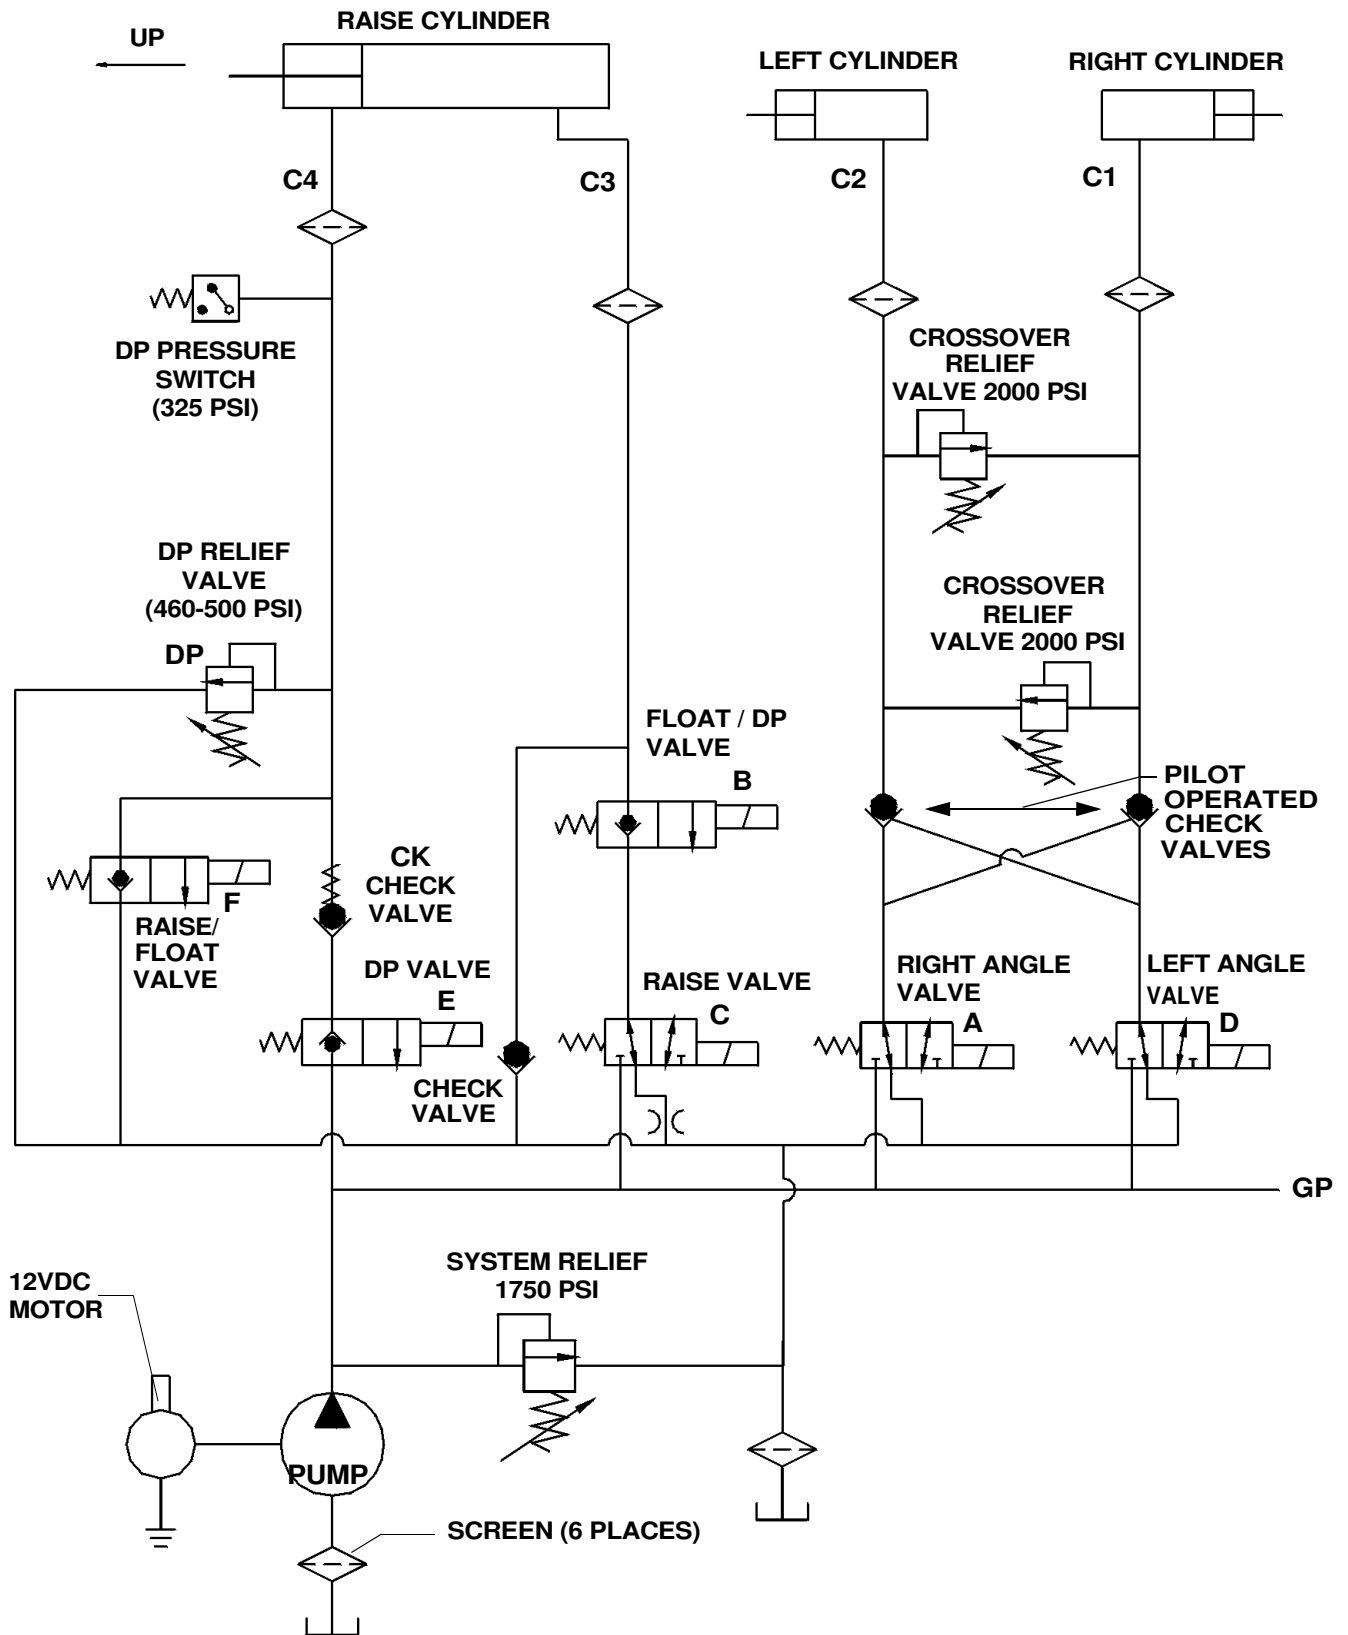 RAISE CYLINDER
UP
LEFT CYLINDER
RIGHT CYLINDER
C4
C3
C2
C1
DP PRESSURE
SWITCH
(325 PSI)
CROSSOVER
RELIEF
VALVE 2000 PSI
DP RELIEF
VALVE
(460-500 PSI)
DP
CROSSOVER
RELIEF
VALVE 2000 PSI
FLOAT / DP
VALVE
B
PILOT
OPERATED
CHECK
VALVES
CK
CHECK
VALVE
F
RAISE/
FLOAT
VALVE
DP VALVE
E
RAISE VALVE
C
RIGHT ANGLE
VALVE
A
LEFT ANGLE
VALVE
D
CHECK
VALVE
GP
SYSTEM RELIEF
1750 PSI
12VDC
MOTOR
PUMP
SCREEN (6 PLACES)